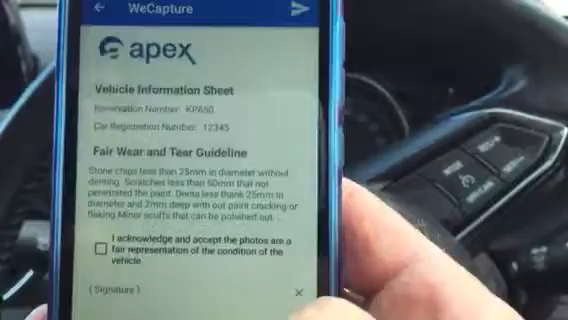 WeCapture
apex
Vehicle Information Sheet
Reservation Number: KP650
Car Registration Number: 12345
Fair Wear and Tear Guideline
Stone chips less than 25mm in diameter without
denting. Scratches less than 50mm that not
penetrated the paint. Dents less thank 25mm in
diameter and 2mm deep with out paint cracking or
flaking Minor scuffs that can be polished out.
I acknowledge and accept the photos are a
fair representation of the condition of the
vehicle
( Signature )
MODE